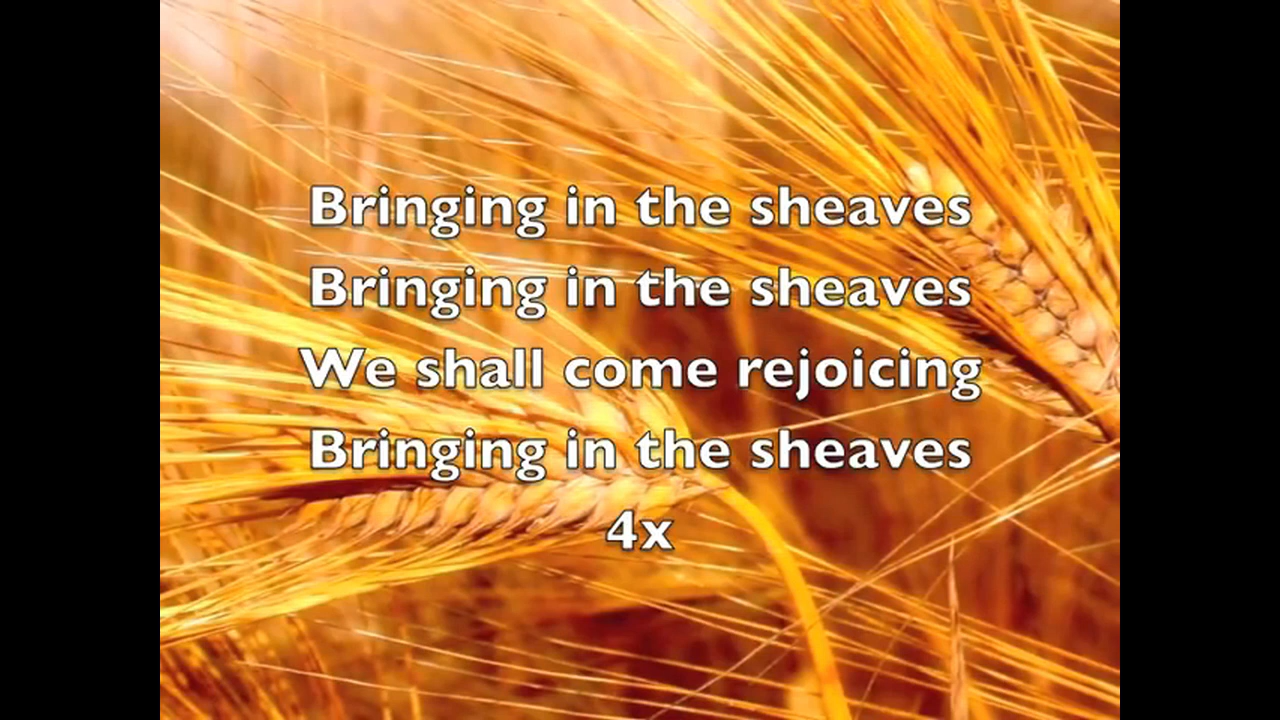 Bringing in the sheaves
Bringing in the sheaves
We shall come rejoicing
Bringing in the sheaves
4x